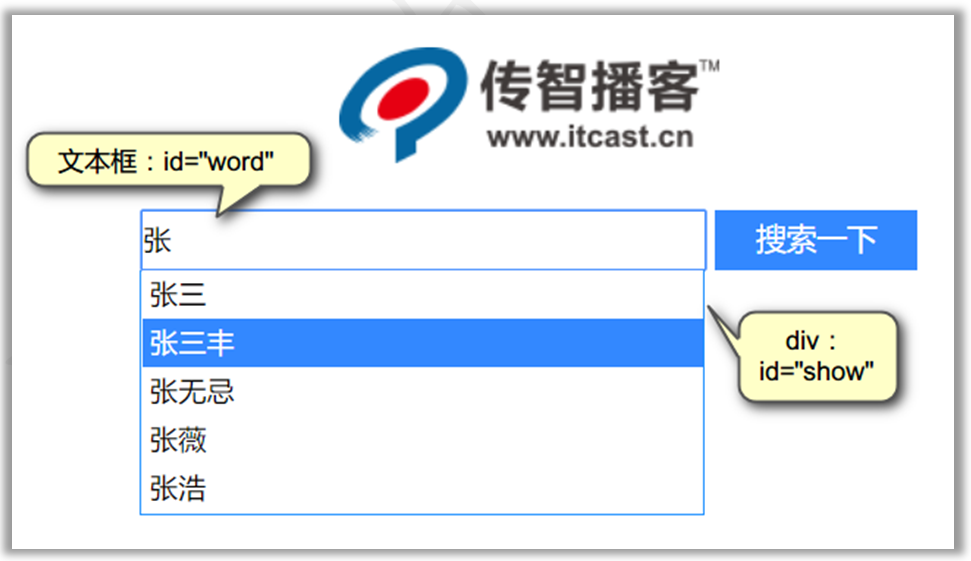 传智播客™
www.itcast.cn
文本框：id="word"
张
搜索一下
张三
张三丰
张无忌
张薇
张浩
div：
id="show"